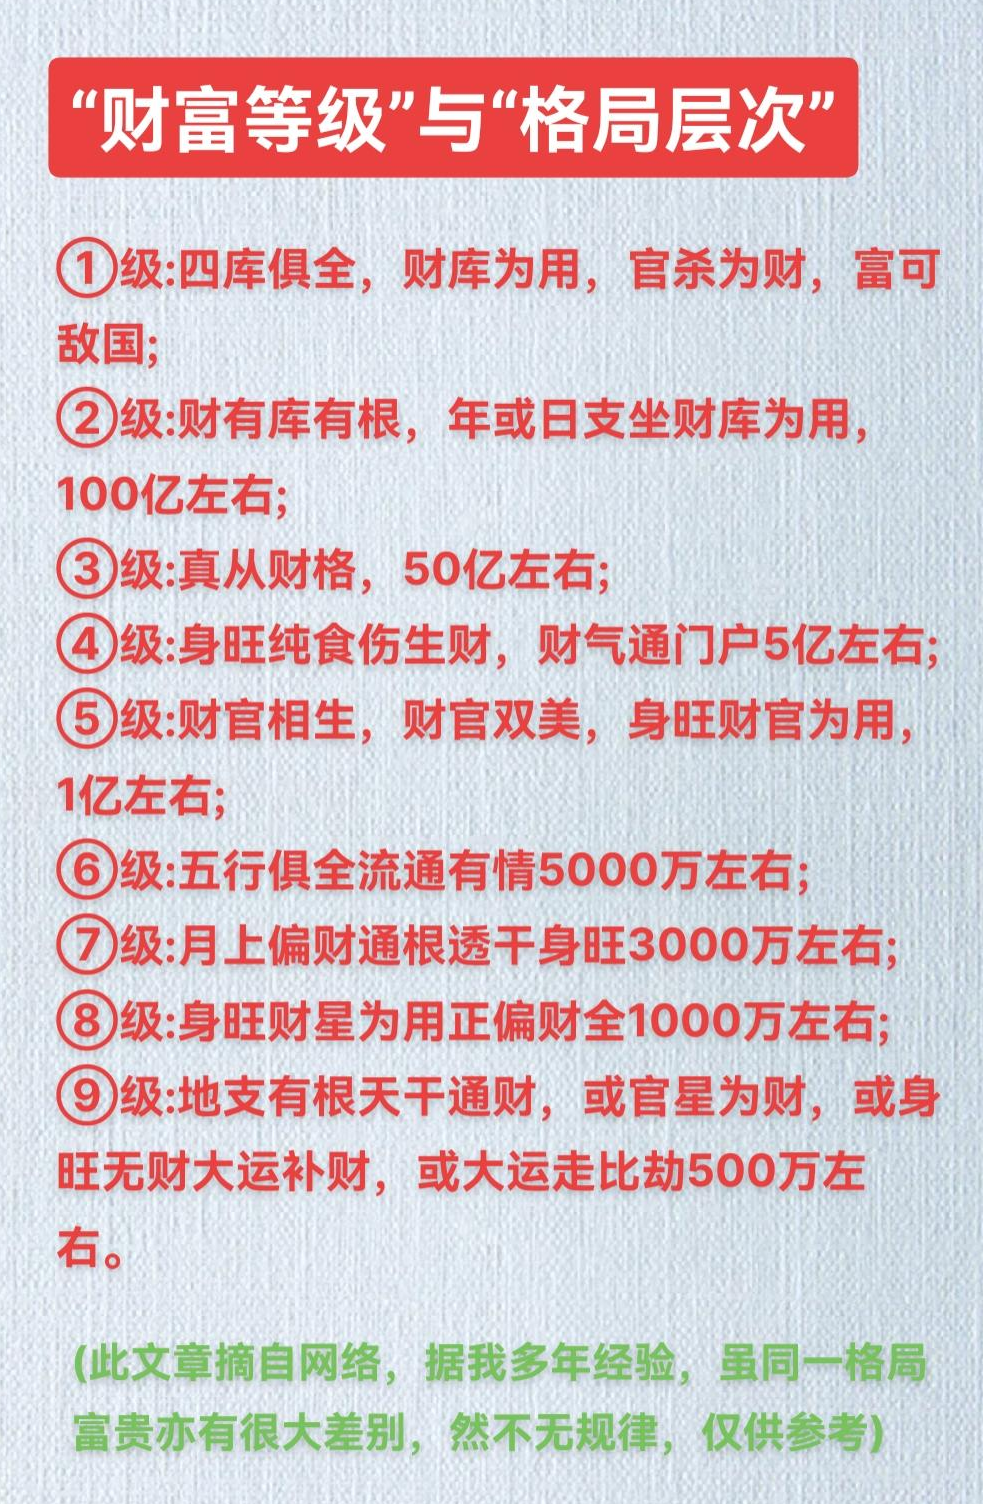 “财富等级”与“格局层次”
①级:四库俱全，财库为用，官杀为财，富可
敌国;
②级:财有库有根，年或日支坐财库为用，
100亿左右;
③级:真从财格，50亿左右;
④级:身旺纯食伤生财，财气通门户5亿左右;
⑤级:财官相生，财官双美，身旺财官为用，
1亿左右;
⑥级:五行俱全流通有情5000万左右;
⑦级:月上偏财通根透干身旺3000万左右;
⑧级:身旺财星为用正偏财全1000万左右;
⑨级:地支有根天干通财，或官星为财，或身
旺无财大运补财，或大运走比劫500万左
右。
(此文章摘自网络，据我多年经验，虽同一格局
富贵亦有很大差别，然不无规律，仅供参考)